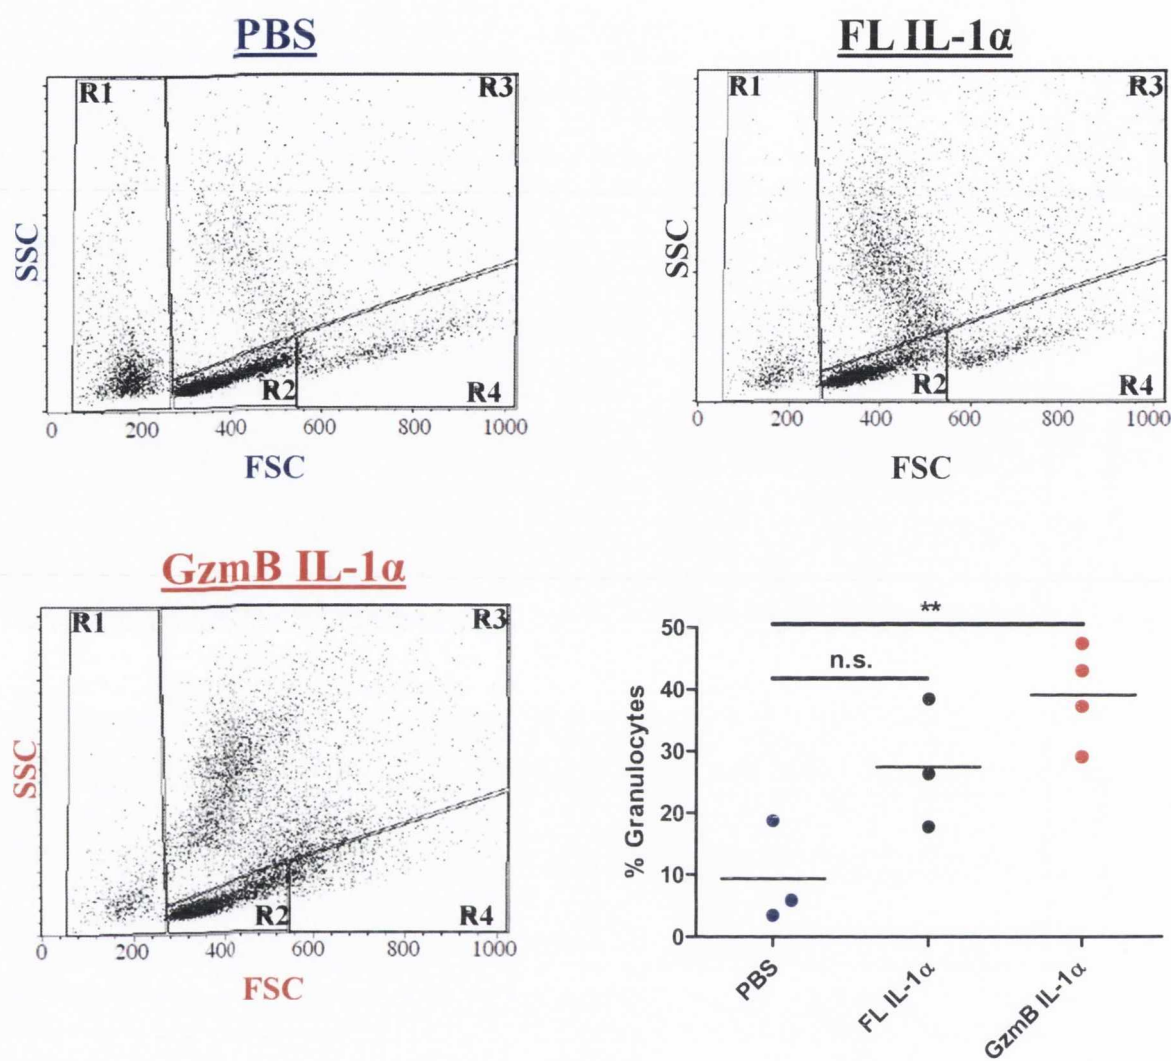 PBS
R1
R3
SSC
R2
R4
0 200 400 600 800 1000
FSC
FL IL-1α
R1
R3
SSC
R2
R4
0 200 400 600 800 1000
FSC
GzmB IL-1α
R1
R3
SSC
R2
R4
0 200 400 600 800 1000
FSC
**
n.s.
50
40
30
20
10
0
% Granulocytes
PBS
FL IL-1α
GzmB IL-1α